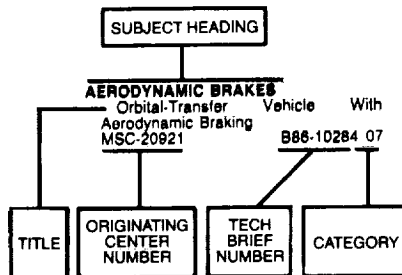 SUBJECT HEADING
AERODYNAMIC BRAKES
Orbital-Transfer Vehicle With
Aerodynamic Braking
MSC-20921 B86-10284 07
TITLE
ORIGINATING
CENTER
NUMBER
TECH
BRIEF
NUMBER
CATEGORY